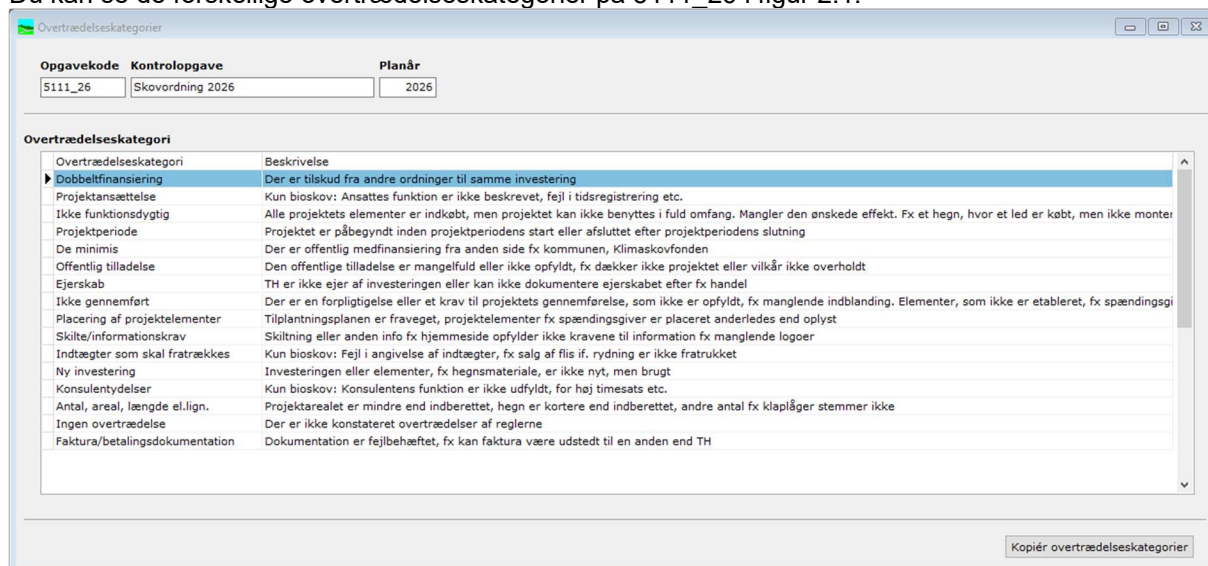 Overtrædelseskategorier
Opgavekode Kontrolopgave Planår
5111_26 Skovordning 2026 2026
Overtrædelseskategori
Overtrædelseskategori Beskrivelse
Dobbeltfinansiering Der er tilskud fra andre ordninger til samme investering
Projektansættelse Kun bioskov: Ansattes funktion er ikke beskrevet, fejl i tidsregistrering etc.
Ikke funktionsdygtig Alle projektets elementer er indkøbt, men projektet kan ikke benyttes i fuld omfang. Mangler den ønskede effekt. Fx et hegn, hvor et led er købt, men ikke monter
Projektperiode Projektet er påbegyndt inden projektperiodens start eller afsluttet efter projektperiodens slutning
De minimis Der er offentlig medfinansiering fra anden side fx kommunen, Klimaskovfonden
Offentlig tilladelse Den offentlige tilladelse er mangelfuld eller ikke opfyldt, fx dækker ikke projektet eller vilkår ikke overholdt
Ejerskab TH er ikke ejer af investeringen eller kan ikke dokumentere ejerskabet efter fx handel
Ikke gennemført Der er en forpligtigelse eller et krav til projektets gennemførelse, som ikke er opfyldt, fx manglende indblanding. Elementer, som ikke er etableret, fx spændingsgi
Placering af projektelementer Tilplantningsplanen er fraveget, projektelementer fx spændingsgiver er placeret anderledes end oplyst
Skilte/informationskrav Skiltning eller anden info fx hjemmeside opfylder ikke kravene til information fx manglende logoer
Indtægter som skal fratrækkes Kun bioskov: Fejl i angivelse af indtægter, fx salg af flis if. rydning er ikke fratrukket
Ny investering Investeringen eller elementer, fx hegnsmateriale, er ikke nyt, men brugt
Konsulentydelser Kun bioskov: Konsulentens funktion er ikke udfyldt, for høj timesats etc.
Antal, areal, længde el.lign. Projektarealet er mindre end indberettet, hegn er kortere end indberettet, andre antal fx klaplåger stemmer ikke
Ingen overtrædelse Der er ikke konstateret overtrædelser af reglerne
Faktura/betalingsdokumentation Dokumentation er fejlbehæftet, fx kan faktura være udstedt til en anden end TH
Kopiér overtrædelseskategorier